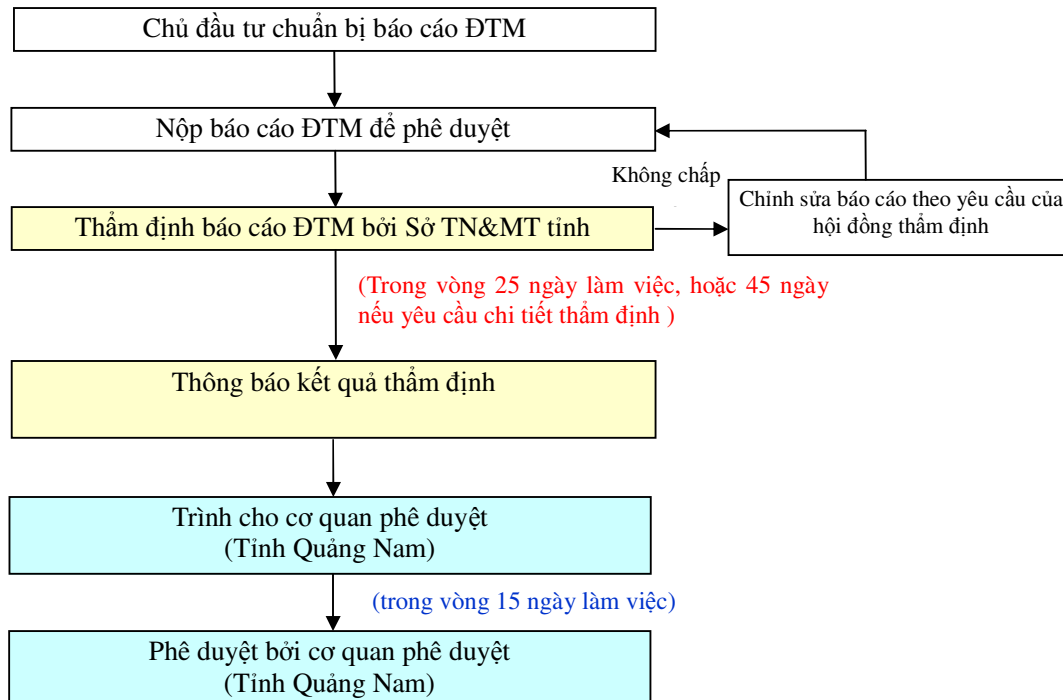 Chủ đầu tư chuẩn bị báo cáo ĐTM
Nộp báo cáo ĐTM để phê duyệt
Không chấp
Chỉnh sửa báo cáo theo yêu cầu của
hội đồng thẩm định
Thẩm định báo cáo ĐTM bởi Sở TN&MT tỉnh
(Trong vòng 25 ngày làm việc, hoặc 45 ngày
nếu yêu cầu chi tiết thẩm định )
Thông báo kết quả thẩm định
Trình cho cơ quan phê duyệt
(Tỉnh Quảng Nam)
(trong vòng 15 ngày làm việc)
Phê duyệt bởi cơ quan phê duyệt
(Tỉnh Quảng Nam)